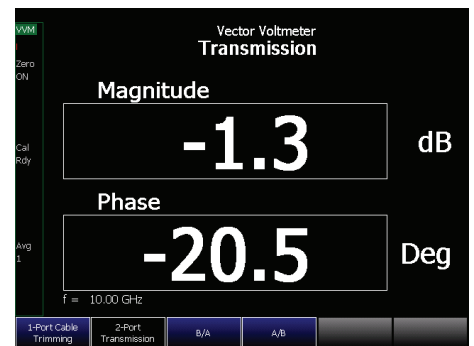 VVM
Vector Voltmeter
Transmission
Zero
ON
Magnitude
-1.3 dB
Cal
Rdy
Phase
-20.5 Deg
Avg
1
f = 10.00 GHz
1-Port Cable
Trimming
2-Port
Transmission
B/A
A/B